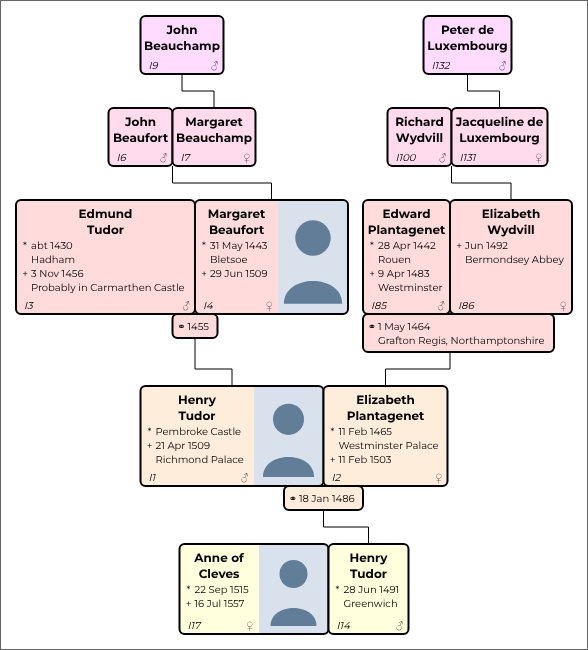 John
Beauchamp
I9 ♂
Peter de
Luxembourg
I132 ♂
John
Beaufort
I6 ♂
Margaret
Beauchamp
I7 ♀
Richard
Wydvill
I100 ♂
Jacqueline de
Luxembourg
I131 ♀
Edmund
Tudor
* abt 1430
Hadham
+ 3 Nov 1456
Probably in Carmarthen Castle
I3 ♂
Margaret
Beaufort
* 31 May 1443
Bletsoe
+ 29 Jun 1509
I4 ♀
Edward
Plantagenet
* 28 Apr 1442
Rouen
+ 9 Apr 1483
Westminster
I85 ♂
Elizabeth
Wydvill
+ Jun 1492
Bermondsey Abbey
I86 ♀
⚭ 1455
⚭ 1 May 1464
Grafton Regis, Northamptonshire
Henry
Tudor
* Pembroke Castle
+ 21 Apr 1509
Richmond Palace
I1 ♂
Elizabeth
Plantagenet
* 11 Feb 1465
Westminster Palace
+ 11 Feb 1503
I2 ♀
⚭ 18 Jan 1486
Anne of
Cleves
* 22 Sep 1515
+ 16 Jul 1557
I17 ♀
Henry
Tudor
* 28 Jun 1491
Greenwich
I14 ♂